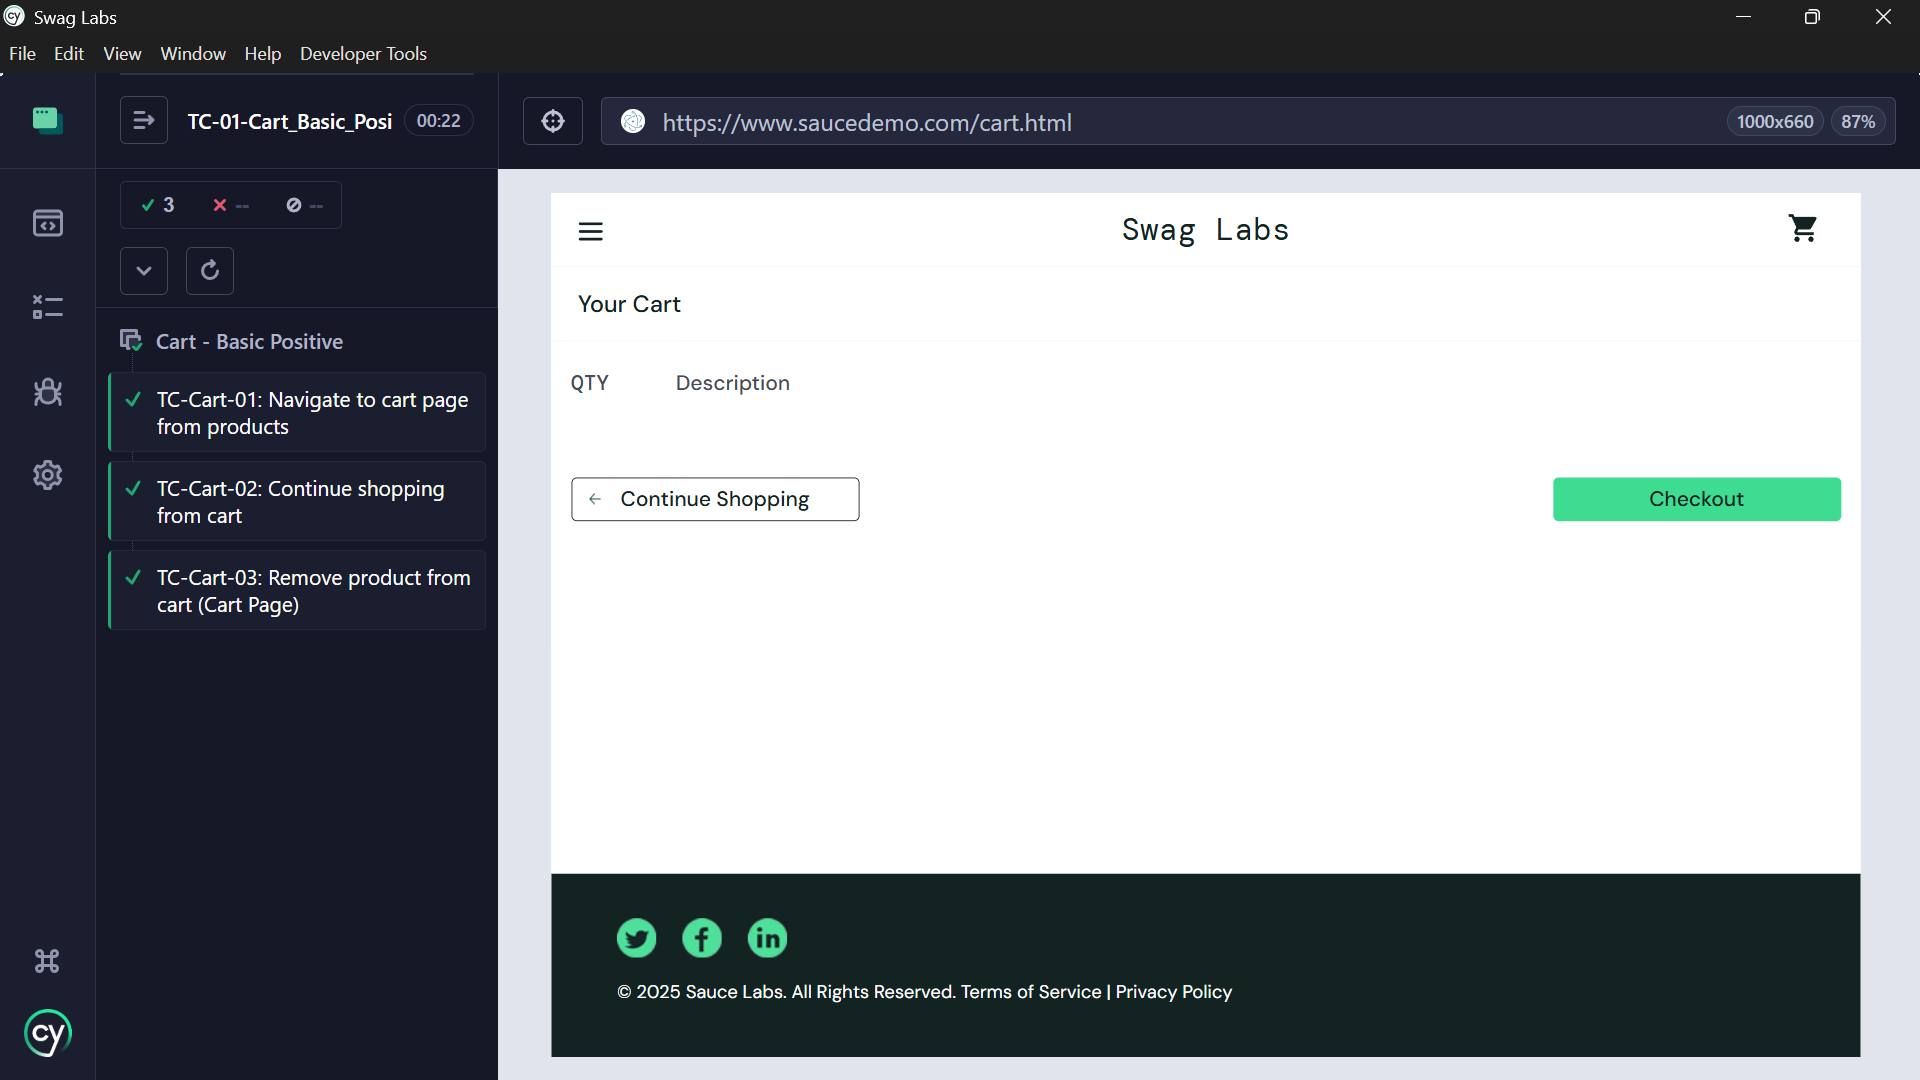 Swag Labs
File Edit View Window Help Developer Tools
TC-01-Cart_Basic_Posi 00:22
https://www.saucedemo.com/cart.html 1000x660 87%
3 -- --
Cart - Basic Positive
TC-Cart-01: Navigate to cart page
from products
TC-Cart-02: Continue shopping
from cart
TC-Cart-03: Remove product from
cart (Cart Page)
cy
Swag Labs
Your Cart
QTY Description
Continue Shopping
Checkout
© 2025 Sauce Labs. All Rights Reserved. Terms of Service | Privacy Policy